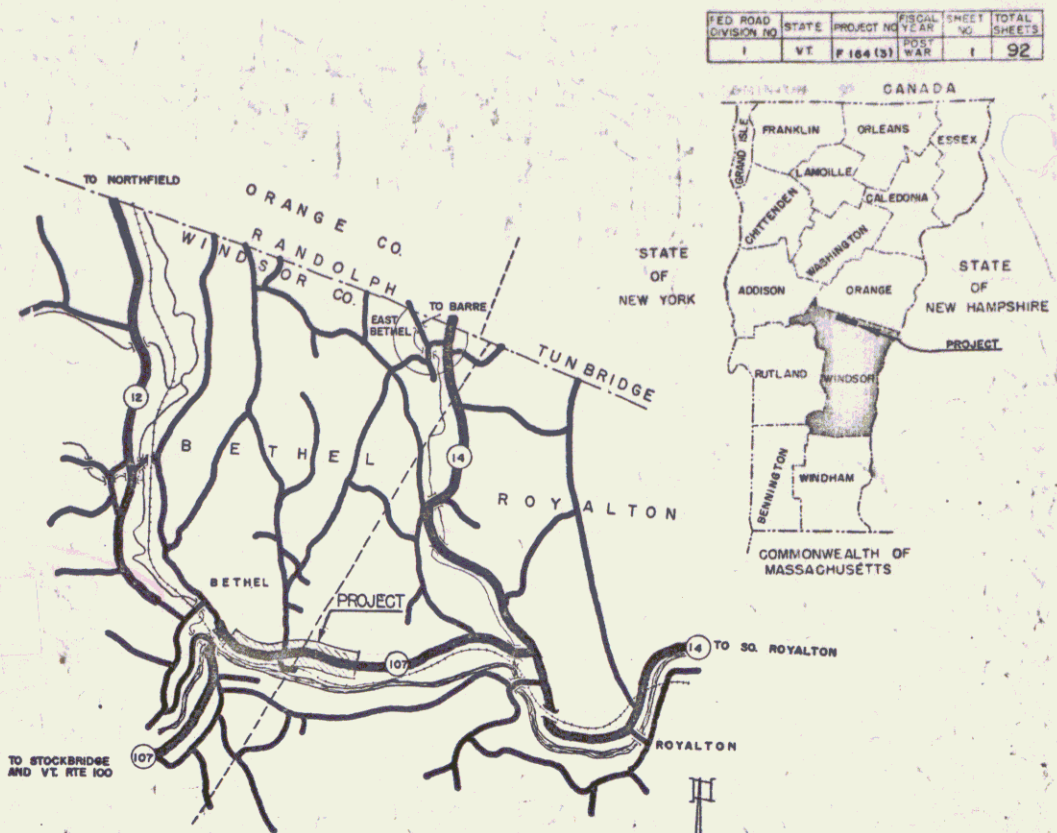 FED ROAD DIVISION NO
STATE
PROJECT NO
FISCAL YEAR
SHEET NO.
TOTAL SHEETS
1
VT.
F 184 (3)
POST WAR
1
92
CANADA
GRAND ISLE
FRANKLIN
ORLEANS
ESSEX
LAMOILLE
CALEDONIA
CHITTENDEN
WASHINGTON
STATE
OF
NEW YORK
ADDISON
ORANGE
STATE
OF
NEW HAMPSHIRE
PROJECT
RUTLAND
WINDSOR
BENNINGTON
WINDHAM
COMMONWEALTH OF
MASSACHUSETTS
TO NORTHFIELD
ORANGE CO.
RANDOLPH
WINDSOR CO.
EAST
BETHEL
TO BARRE
TUNBRIDGE
12
BETHEL
14
ROYALTON
BETHEL
PROJECT
107
14 TO SO. ROYALTON
ROYALTON
TO STOCKBRIDGE
AND VT. RTE 100
107